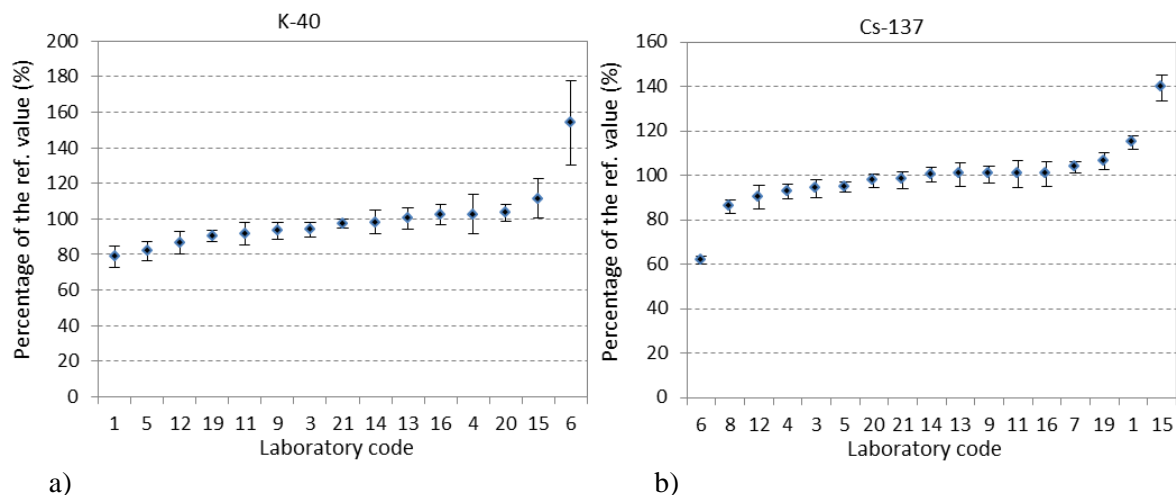 K-40
Percentage of the ref. value (%)
200
180
160
140
120
100
80
60
40
20
0
1 5 12 19 11 9 3 21 14 13 16 4 20 15 6
Laboratory code
a)
Cs-137
Percentage of the ref. value (%)
160
140
120
100
80
60
40
20
0
6 8 12 4 3 5 20 21 14 13 9 11 16 7 19 1 15
Laboratory code
b)